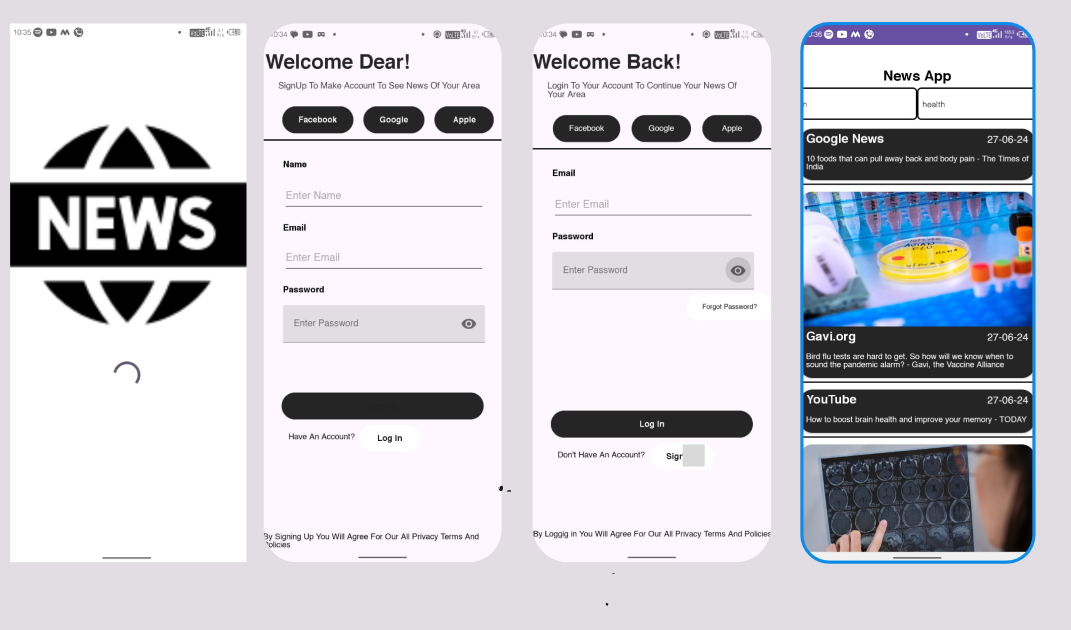 10:35
NEWS
:34
Welcome Dear!
SignUp To Make Account To See News Of Your Area
Facebook
Google
Apple
Name
Enter Name
Email
Enter Email
Password
Enter Password
Have An Account?
Log In
By Signing Up You Will Agree For Our All Privacy Terms And
Policies
:34
Welcome Back!
Login To Your Account To Continue Your News Of
Your Area
Facebook
Google
Apple
Email
Enter Email
Password
Enter Password
Forgot Password?
Log In
Don't Have An Account?
By Loggig in You Will Agree For Our All Privacy Terms And Policies
:36
News App
health
Google News
27-06-24
10 foods that can pull away back and body pain - The Times of
India
Gavi.org
27-06-24
Bird flu tests are hard to get. So how will we know when to
sound the pandemic alarm? - Gavi, the Vaccine Alliance
YouTube
27-06-24
How to boost brain health and improve your memory - TODAY